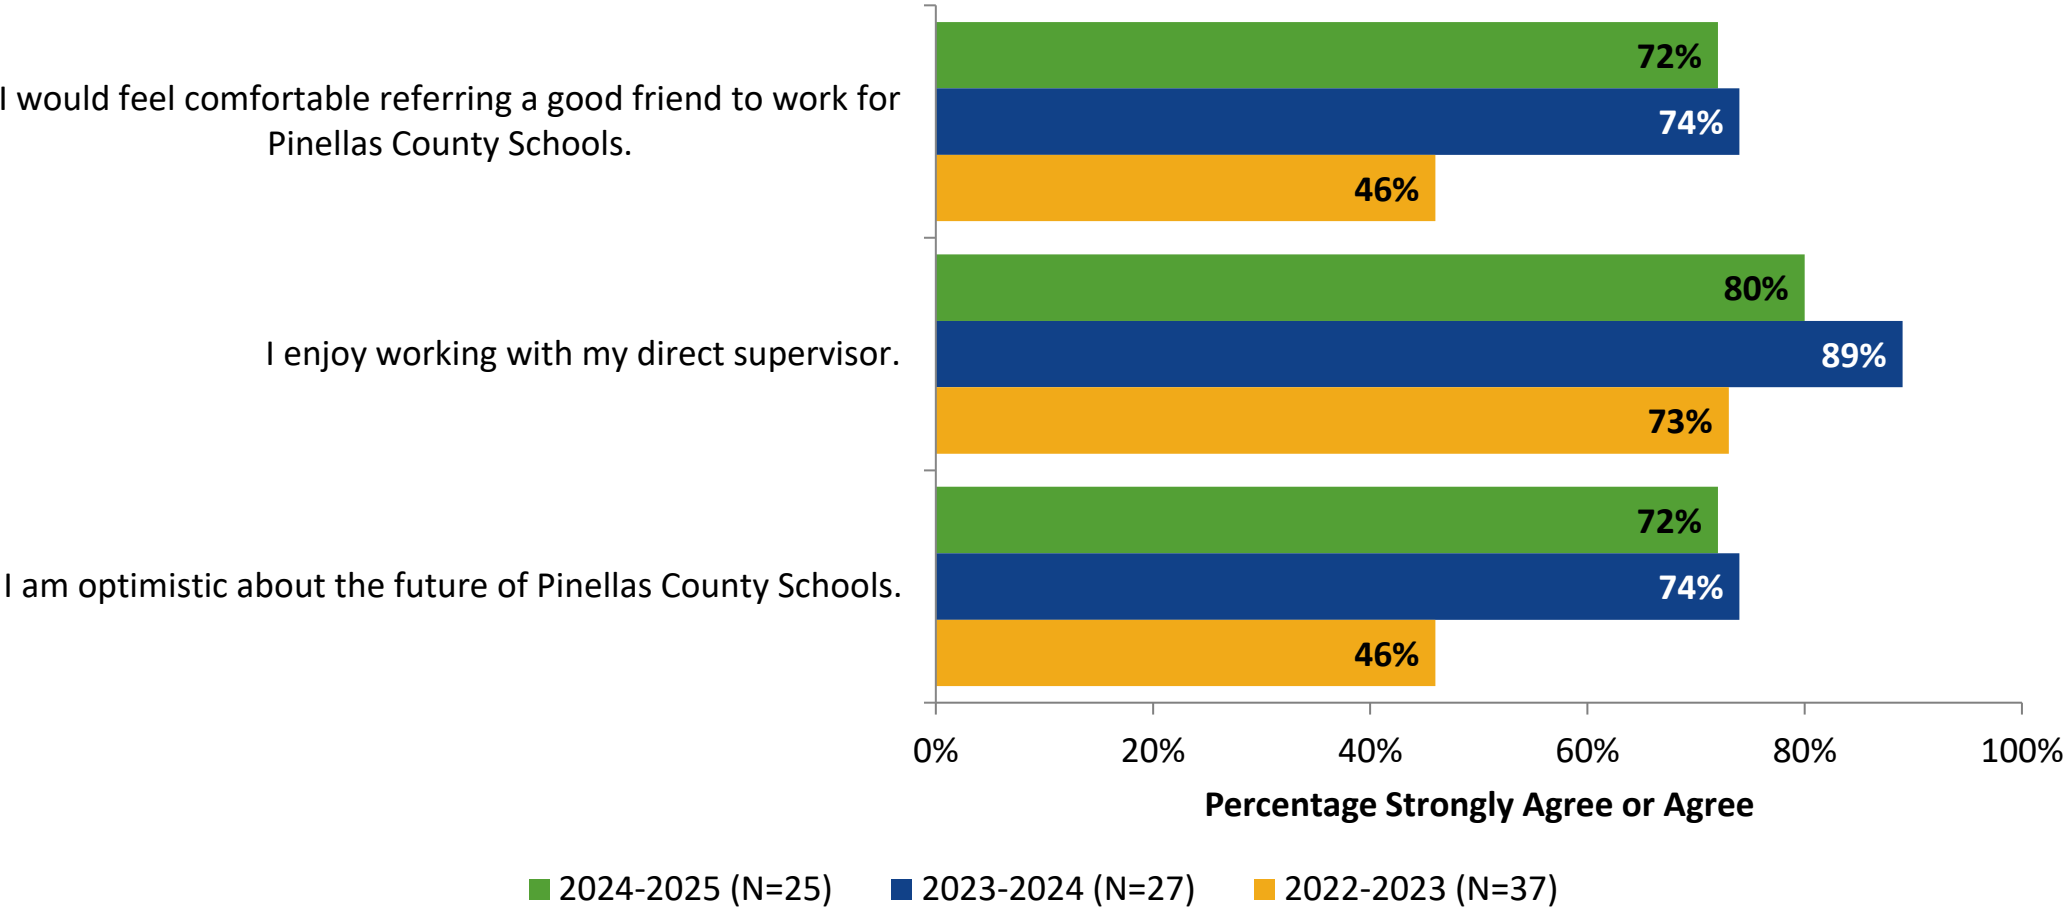 72%
I would feel comfortable referring a good friend to work for
Pinellas County Schools.
74%
46%
80%
I enjoy working with my direct supervisor.
89%
73%
72%
I am optimistic about the future of Pinellas County Schools.
74%
46%
0% 20% 40% 60% 80% 100%
Percentage Strongly Agree or Agree
2024-2025 (N=25) 2023-2024 (N=27) 2022-2023 (N=37)